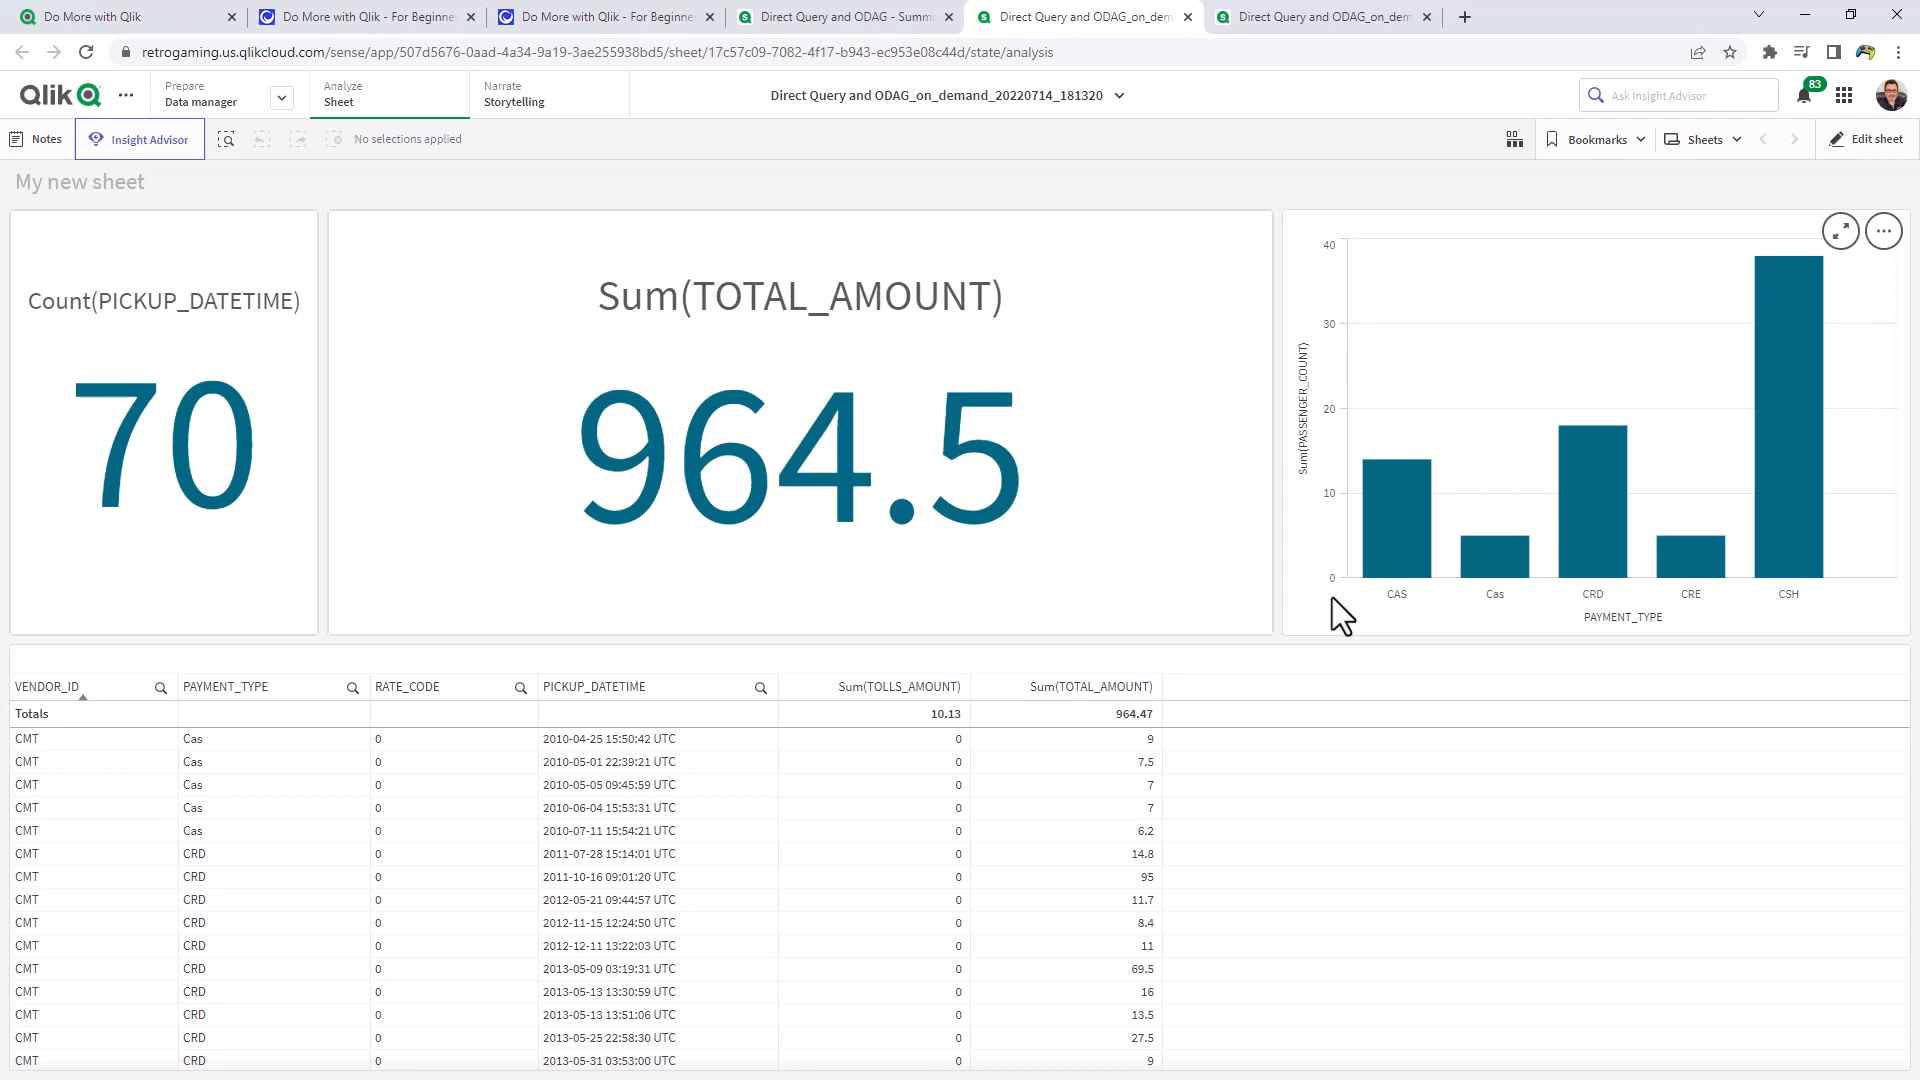 Do More with Qlik
Do More with Qlik - For Beginne
Do More with Qlik - For Beginne
Direct Query and ODAG - Summ
Direct Query and ODAG_on_dem
Direct Query and ODAG_on_dem
retrogaming.us.qlikcloud.com/sense/app/507d5676-0aad-4a34-9a19-3ae255938bd5/sheet/17c57c09-7082-4f17-b943-ec953e08c44d/state/analysis
Qlik
Prepare
Data manager
Analyze
Sheet
Narrate
Storytelling
Direct Query and ODAG_on_demand_20220714_181320
Ask Insight Advisor
83
Notes
Insight Advisor
No selections applied
Bookmarks
Sheets
Edit sheet
My new sheet
Count(PICKUP_DATETIME)
70
Sum(TOTAL_AMOUNT)
964.5
Sum(PASSENGER_COUNT)
40
30
20
10
0
CAS Cas CRD CRE CSH
PAYMENT_TYPE
VENDOR_ID PAYMENT_TYPE RATE_CODE PICKUP_DATETIME Sum(TOLLS_AMOUNT) Sum(TOTAL_AMOUNT)
Totals 10.13 964.47
CMT Cas 0 2010-04-25 15:50:42 UTC 0 9
CMT Cas 0 2010-05-01 22:39:21 UTC 0 7.5
CMT Cas 0 2010-05-05 09:45:59 UTC 0 7
CMT Cas 0 2010-06-04 15:53:31 UTC 0 7
CMT Cas 0 2010-07-11 15:54:21 UTC 0 6.2
CMT CRD 0 2011-07-28 15:14:01 UTC 0 14.8
CMT CRD 0 2011-10-16 09:01:20 UTC 0 95
CMT CRD 0 2012-05-21 09:44:57 UTC 0 11.7
CMT CRD 0 2012-11-15 12:24:50 UTC 0 8.4
CMT CRD 0 2012-12-11 13:22:03 UTC 0 11
CMT CRD 0 2013-05-09 03:19:31 UTC 0 69.5
CMT CRD 0 2013-05-13 13:30:59 UTC 0 16
CMT CRD 0 2013-05-13 13:51:06 UTC 0 13.5
CMT CRD 0 2013-05-25 22:58:30 UTC 0 27.5
CMT CRD 0 2013-05-31 03:53:00 UTC 0 9